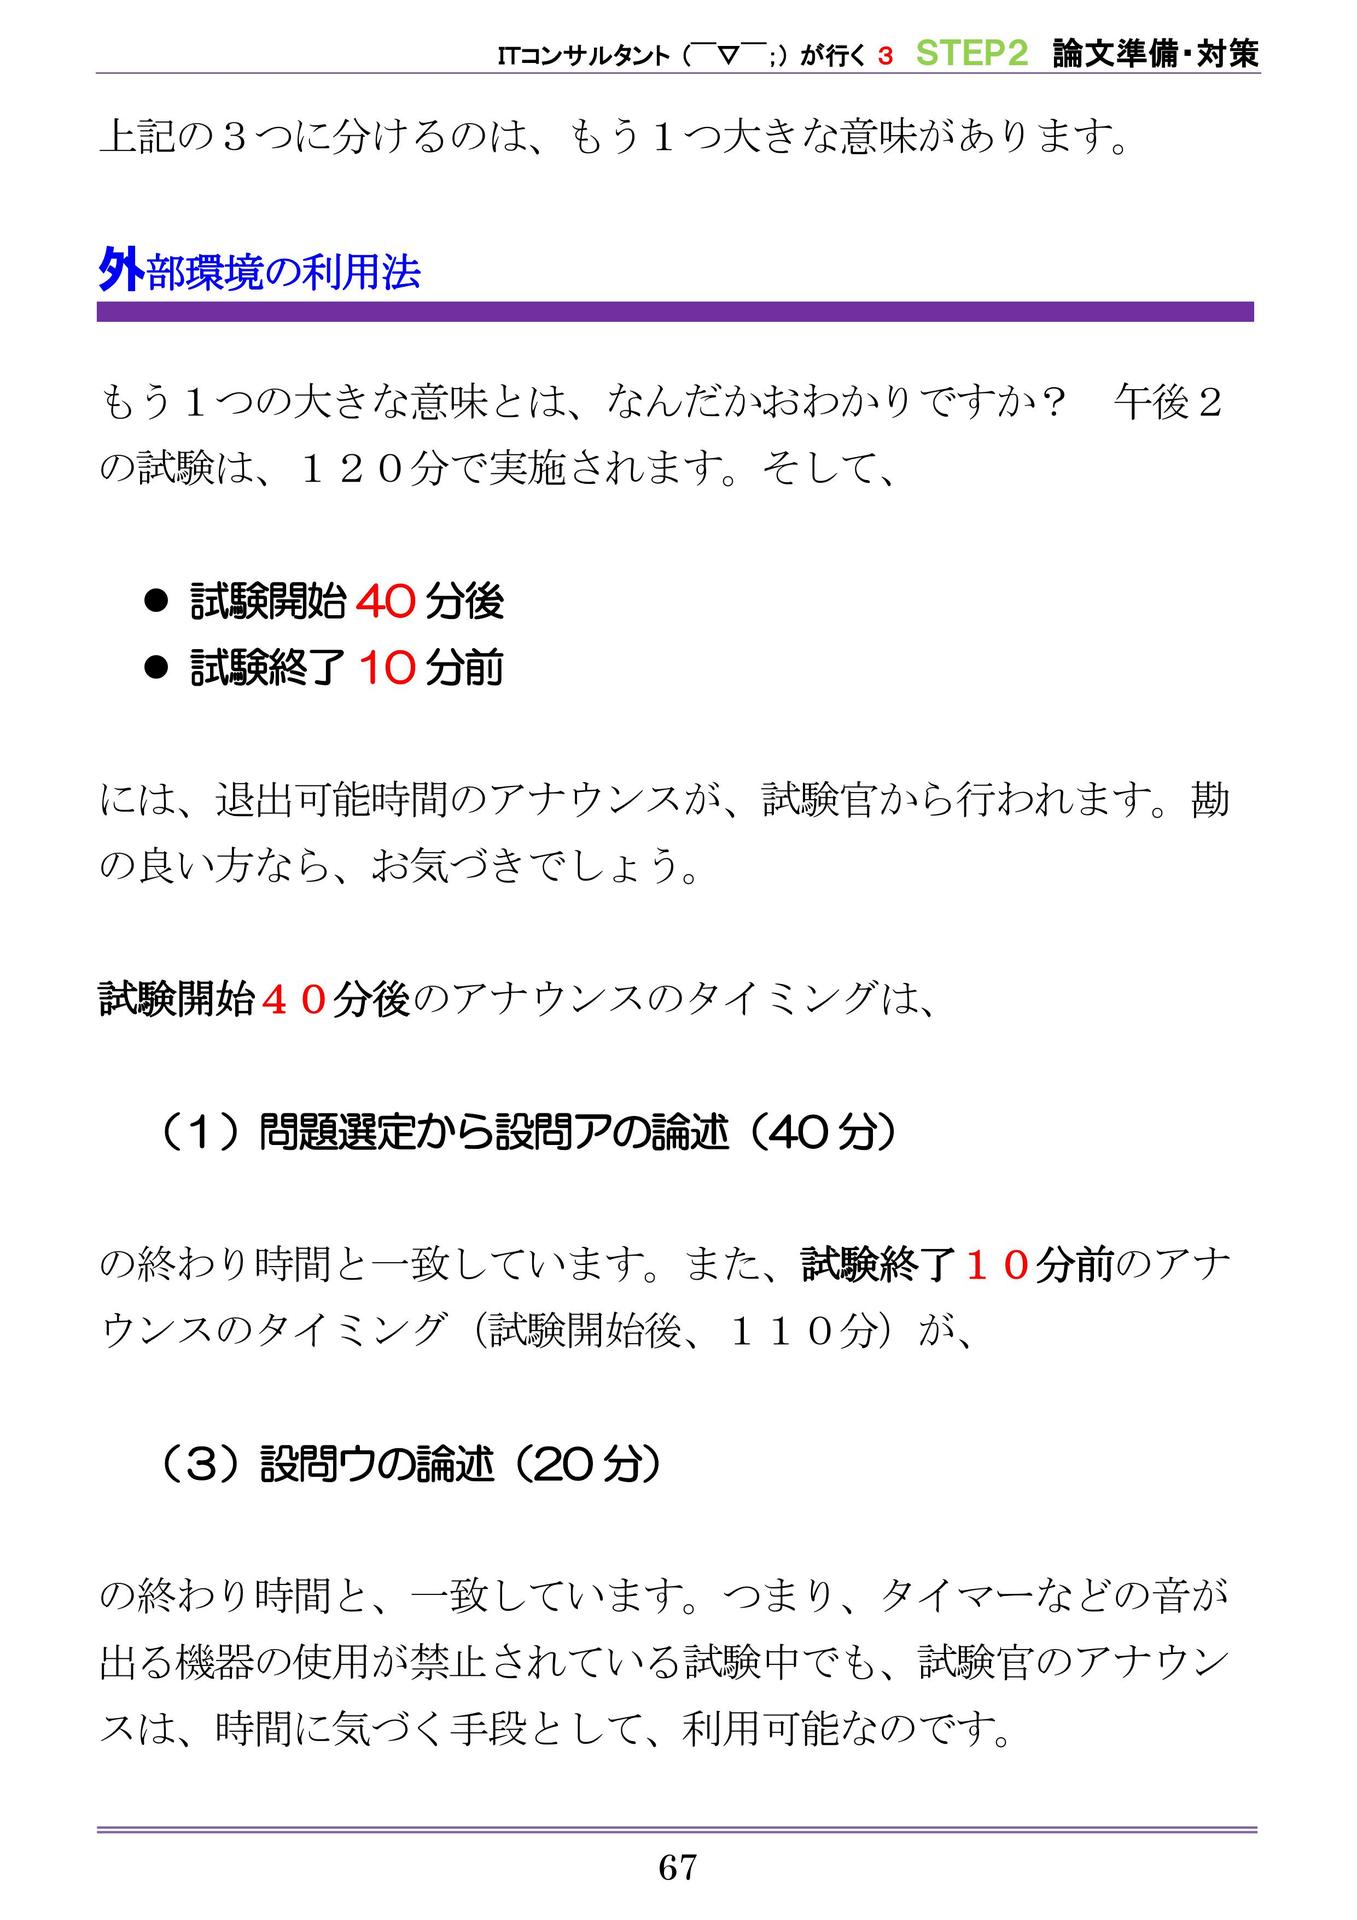 ITコンサルタント（￣▽￣;）が行く 3 STEP2 論文準備・対策
上記の３つに分けるのは、もう１つ大きな意味があります。
外部環境の利用法
もう１つの大きな意味とは、なんだかおわかりですか？　午後２
の試験は、１２０分で実施されます。そして、
● 試験開始 40 分後
● 試験終了 10 分前
には、退出可能時間のアナウンスが、試験官から行われます。勘
の良い方なら、お気づきでしょう。
試験開始４０分後のアナウンスのタイミングは、
（1）問題選定から設問アの論述（40 分）
の終わり時間と一致しています。また、試験終了１０分前のアナ
ウンスのタイミング（試験開始後、１１０分）が、
（3）設問ウの論述（20 分）
の終わり時間と、一致しています。つまり、タイマーなどの音が
出る機器の使用が禁止されている試験中でも、試験官のアナウン
スは、時間に気づく手段として、利用可能なのです。
67